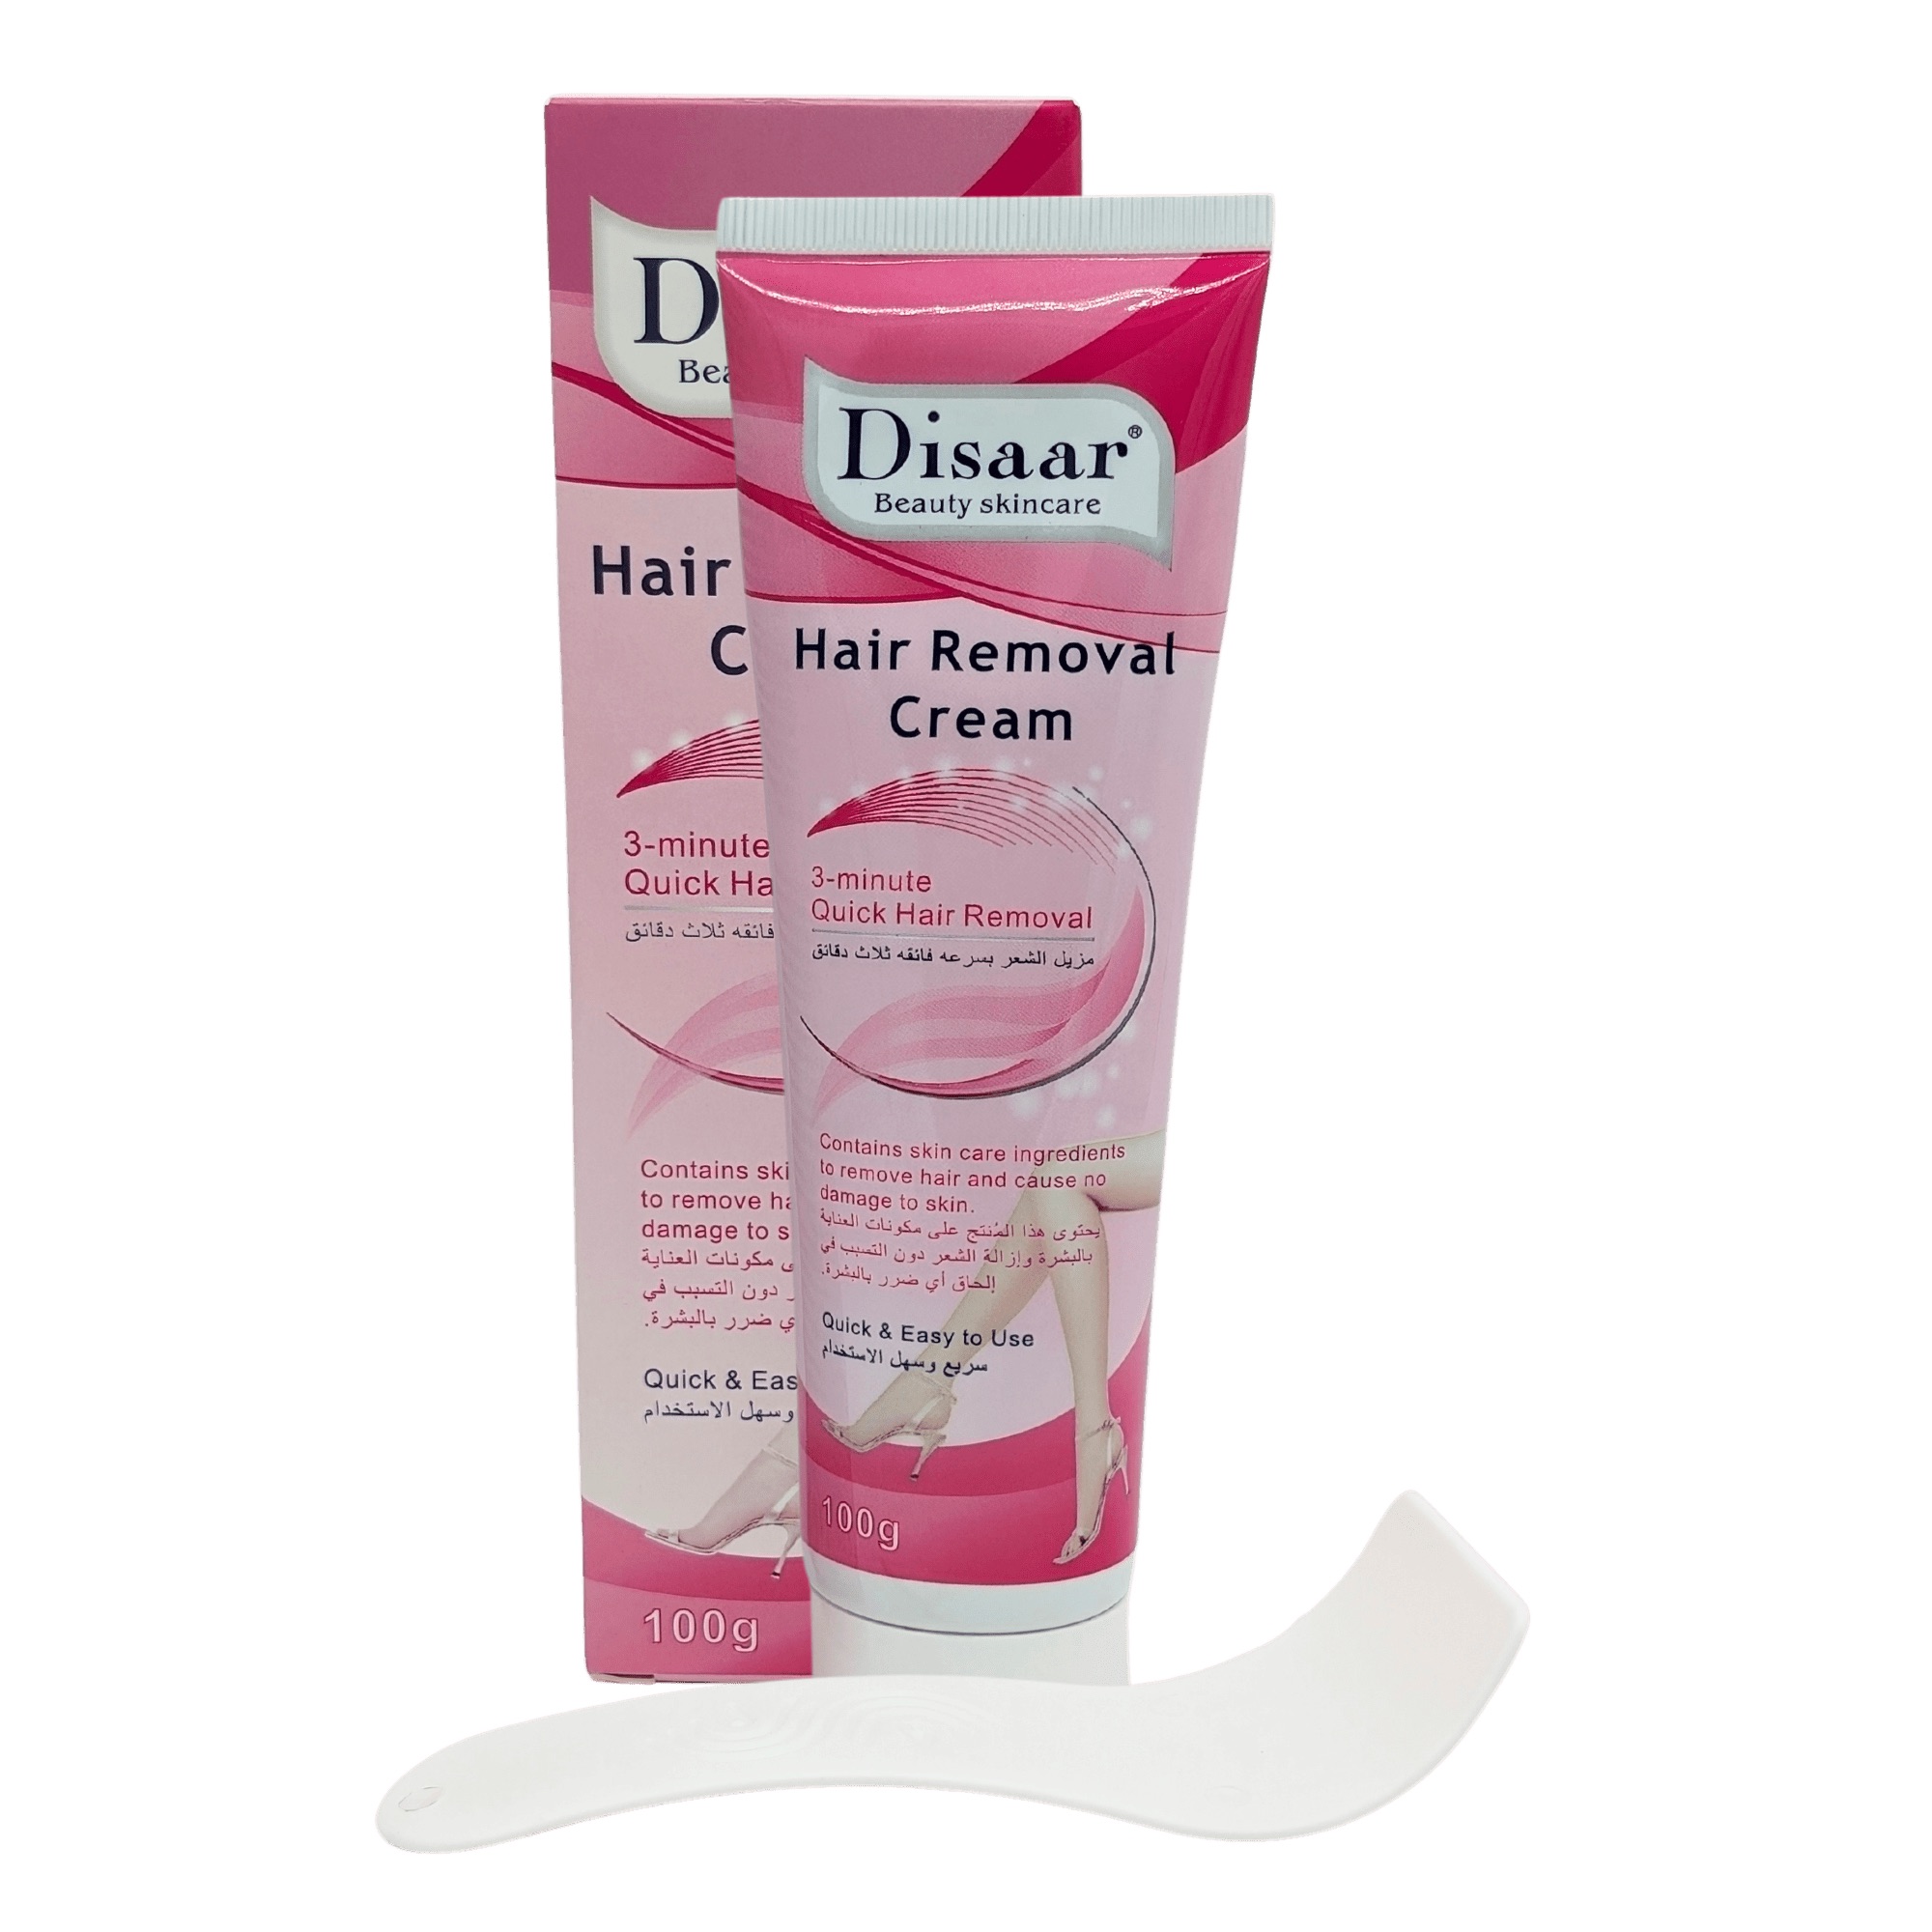 D
Bea
Hair
C
3-minute
Quick Ha
فائقه ثلاث دقائق
Contains ski
to remove ha
damage to s
مكونات العناية
دون التسبب في
ضرر بالبشرة.
Quick & Eas
وسهل الاستخدام
100g
Disaar®
Beauty skincare
Hair Removal
Cream
3-minute
Quick Hair Removal
مزيل الشعر بسرعه فائقه ثلاث دقائق
Contains skin care ingredients
to remove hair and cause no
damage to skin.
يحتوى هذا المُنتج على مكونات العناية
بالبشرة وإزالة الشعر دون التسبب في
إلحاق أي ضرر بالبشرة.
Quick & Easy to Use
سريع وسهل الاستخدام
100g